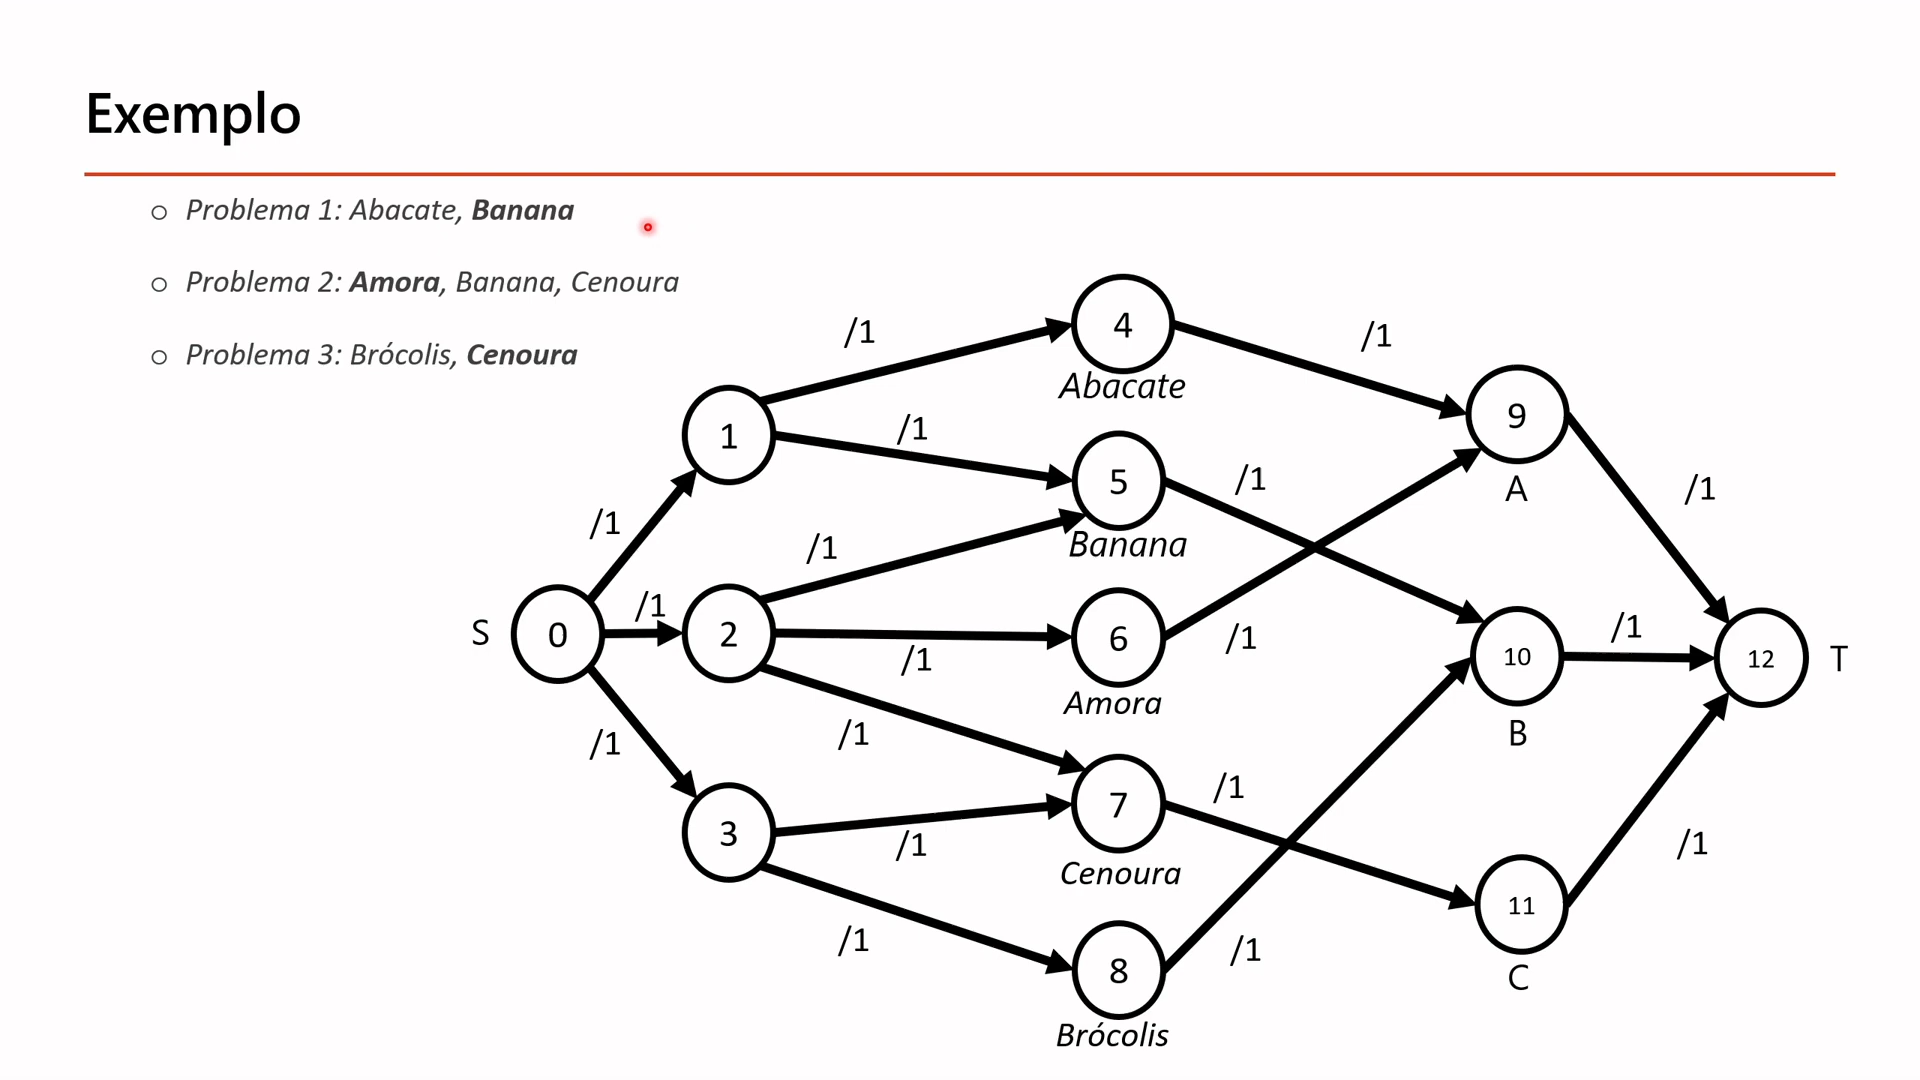 Exemplo
Problema 1: Abacate, Banana
Problema 2: Amora, Banana, Cenoura
Problema 3: Brócolis, Cenoura
/1
4
/1
Abacate
9
/1
1
/1
5
/1
A
/1
/1
Banana
/1
S
0
/1
2
/1
6
/1
10
/1
12
T
Amora
B
/1
/1
3
/1
7
/1
/1
Cenoura
11
/1
8
/1
C
Brócolis